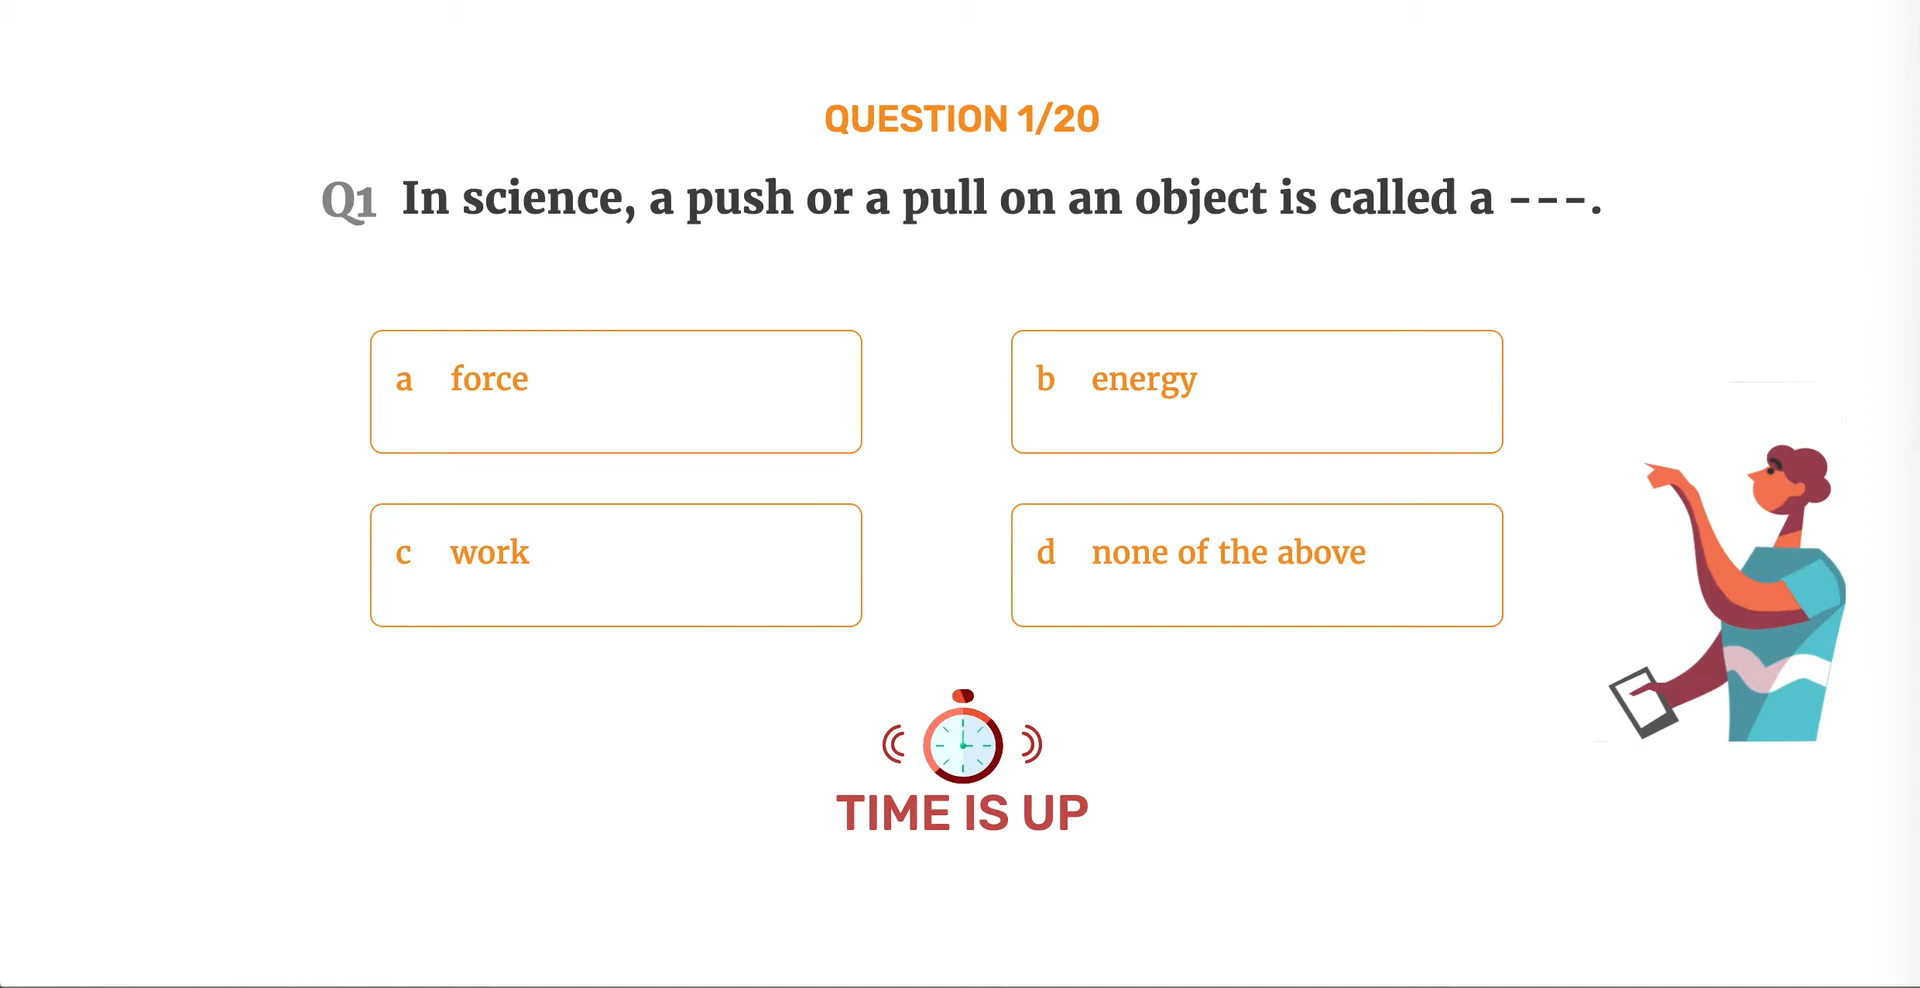 QUESTION 1/20
Q1 In science, a push or a pull on an object is called a ---.
a force
b energy
c work
d none of the above
TIME IS UP